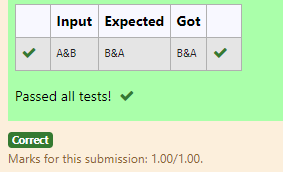 Input Expected Got
A&B B&A B&A
Passed all tests!
Correct
Marks for this submission: 1.00/1.00.